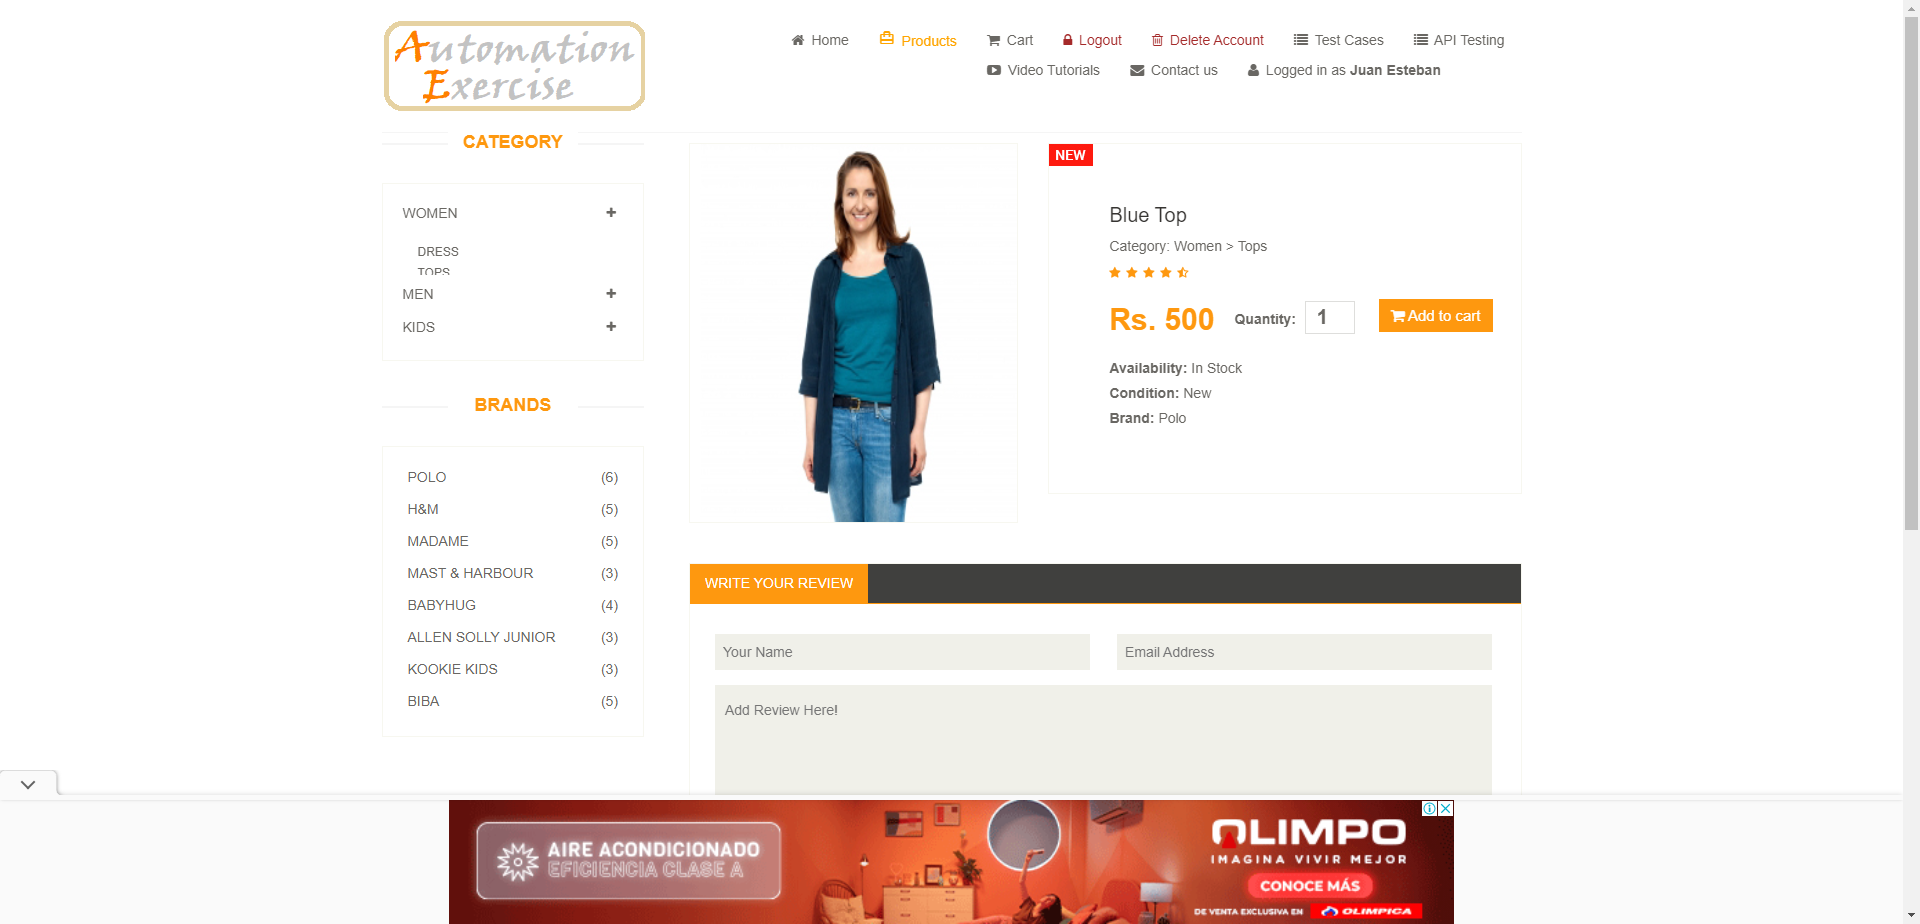 Automation
Exercise
Home
Products
Cart
Logout
Delete Account
Test Cases
API Testing
Video Tutorials
Contact us
Logged in as Juan Esteban
CATEGORY
WOMEN
DRESS
TOPS
MEN
KIDS
BRANDS
POLO (6)
H&M (5)
MADAME (5)
MAST & HARBOUR (3)
BABYHUG (4)
ALLEN SOLLY JUNIOR (3)
KOOKIE KIDS (3)
BIBA (5)
NEW
Blue Top
Category: Women > Tops
Rs. 500 Quantity: 1 Add to cart
Availability: In Stock
Condition: New
Brand: Polo
WRITE YOUR REVIEW
Your Name
Email Address
Add Review Here!
AIRE ACONDICIONADO
EFICIENCIA CLASE A
OLIMPO
IMAGINA VIVIR MEJOR
CONOCE MÁS
DE VENTA EXCLUSIVA EN OLIMPICA